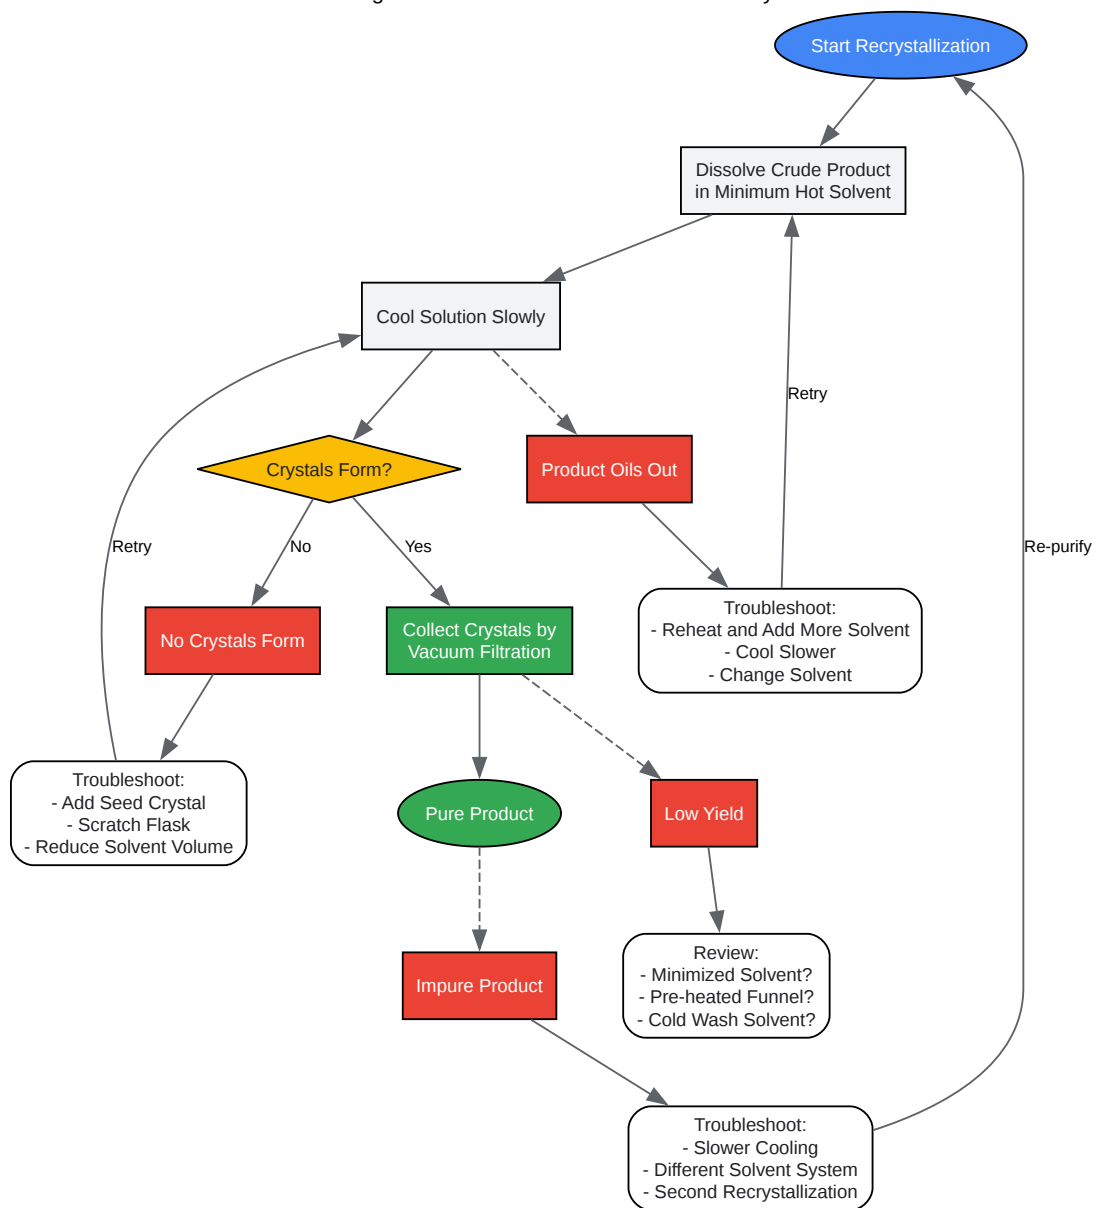 Start Recrystallization
Dissolve Crude Product
in Minimum Hot Solvent
Cool Solution Slowly
Retry
Crystals Form?
Product Oils Out
Retry
No
Yes
Re-purify
No Crystals Form
Collect Crystals by
Vacuum Filtration
Troubleshoot:
- Reheat and Add More Solvent
- Cool Slower
- Change Solvent
Troubleshoot:
- Add Seed Crystal
- Scratch Flask
- Reduce Solvent Volume
Pure Product
Low Yield
Impure Product
Review:
- Minimized Solvent?
- Pre-heated Funnel?
- Cold Wash Solvent?
Troubleshoot:
- Slower Cooling
- Different Solvent System
- Second Recrystallization